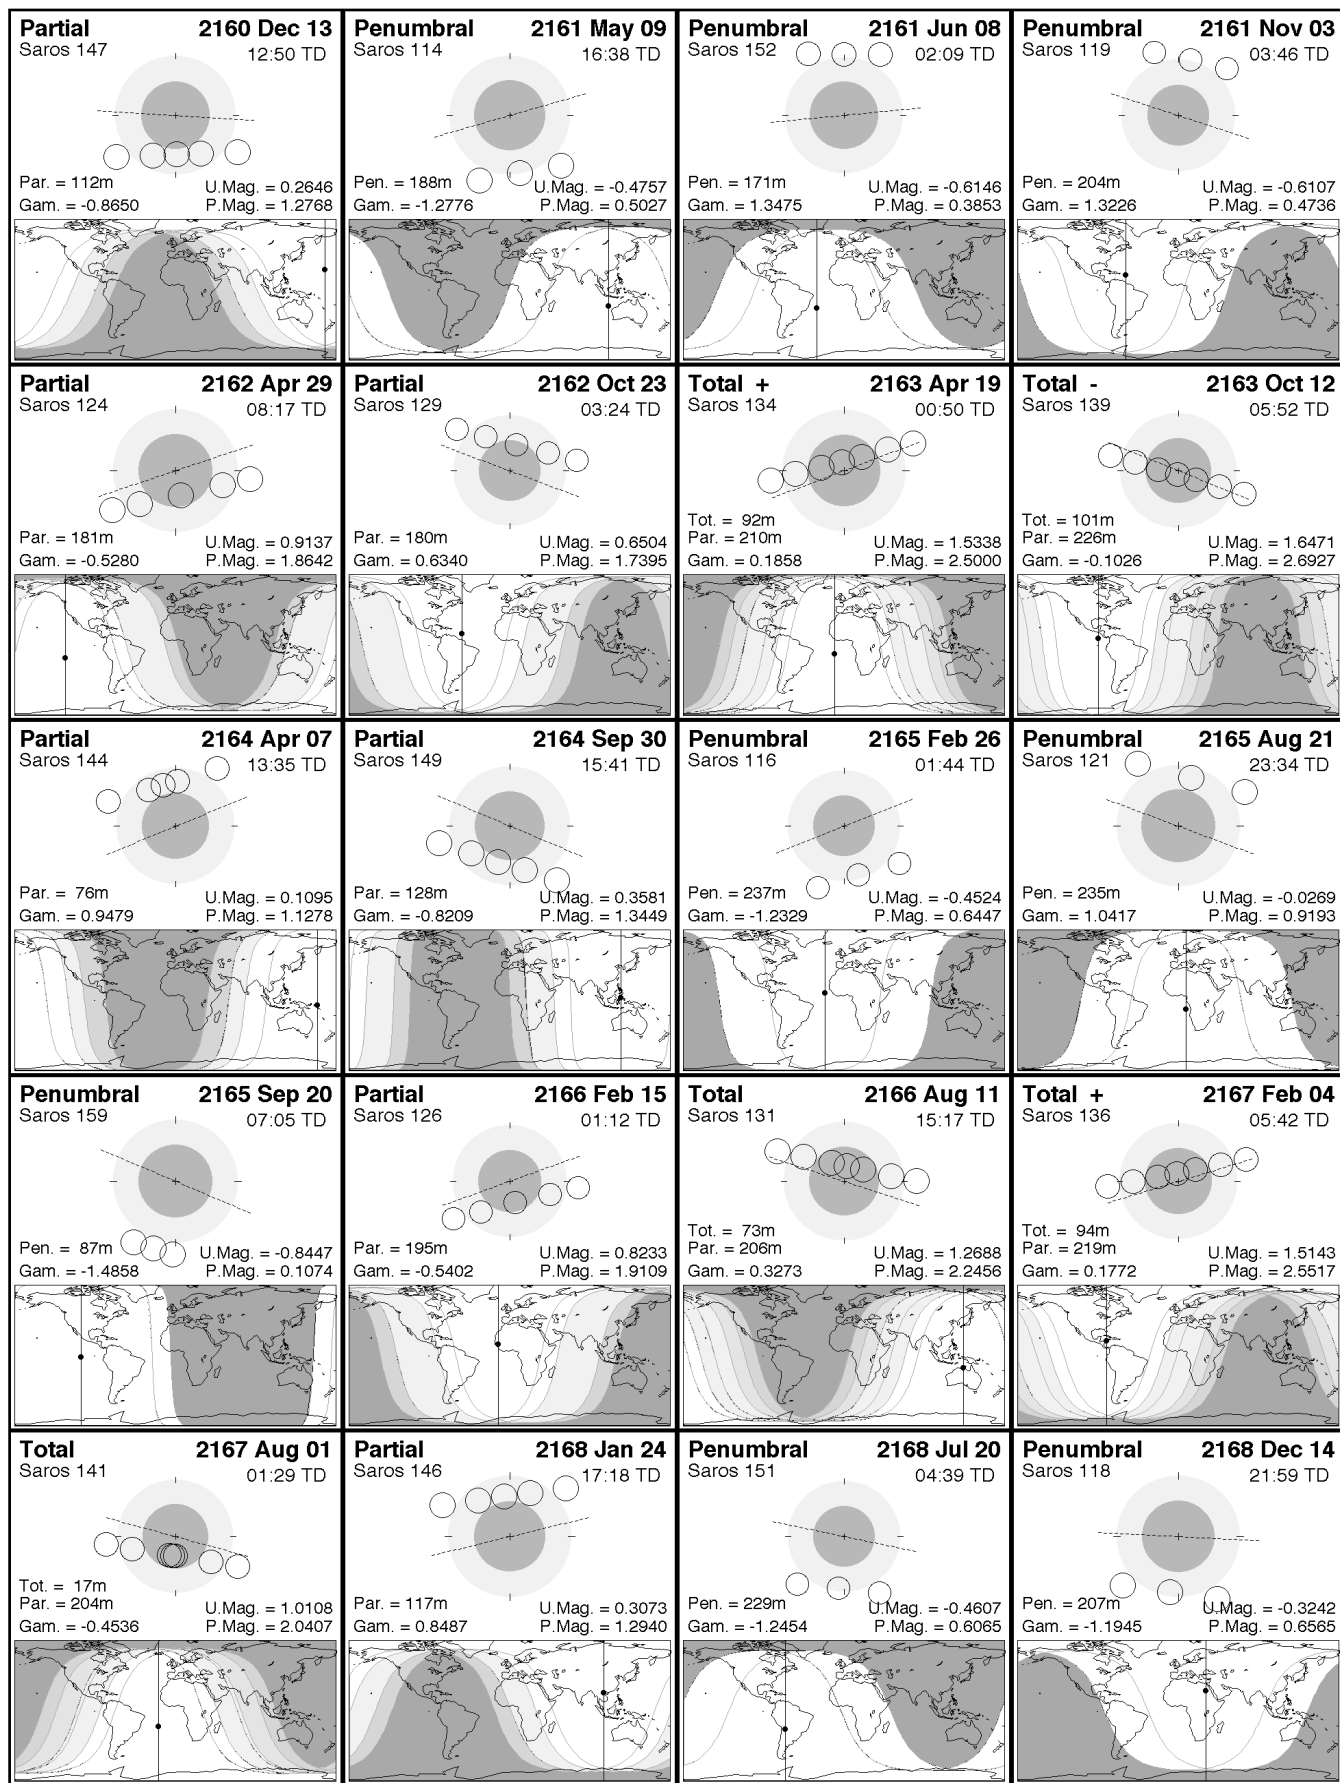 Partial 2160 Dec 13
Saros 147 12:50 TD
Par. = 112m U.Mag. = 0.2646
Gam. = -0.8650 P.Mag. = 1.2768
Penumbral 2161 May 09
Saros 114 16:38 TD
Pen. = 188m U.Mag. = -0.4757
Gam. = -1.2776 P.Mag. = 0.5027
Penumbral 2161 Jun 08
Saros 152 02:09 TD
Pen. = 171m U.Mag. = -0.6146
Gam. = 1.3475 P.Mag. = 0.3853
Penumbral 2161 Nov 03
Saros 119 03:46 TD
Pen. = 204m U.Mag. = -0.6107
Gam. = 1.3226 P.Mag. = 0.4736
Partial 2162 Apr 29
Saros 124 08:17 TD
Par. = 181m U.Mag. = 0.9137
Gam. = -0.5280 P.Mag. = 1.8642
Partial 2162 Oct 23
Saros 129 03:24 TD
Par. = 180m U.Mag. = 0.6504
Gam. = 0.6340 P.Mag. = 1.7395
Total + 2163 Apr 19
Saros 134 00:50 TD
Tot. = 92m
Par. = 210m U.Mag. = 1.5338
Gam. = 0.1858 P.Mag. = 2.5000
Total - 2163 Oct 12
Saros 139 05:52 TD
Tot. = 101m
Par. = 226m U.Mag. = 1.6471
Gam. = -0.1026 P.Mag. = 2.6927
Partial 2164 Apr 07
Saros 144 13:35 TD
Par. = 76m U.Mag. = 0.1095
Gam. = 0.9479 P.Mag. = 1.1278
Partial 2164 Sep 30
Saros 149 15:41 TD
Par. = 128m U.Mag. = 0.3581
Gam. = -0.8209 P.Mag. = 1.3449
Penumbral 2165 Feb 26
Saros 116 01:44 TD
Pen. = 237m U.Mag. = -0.4524
Gam. = -1.2329 P.Mag. = 0.6447
Penumbral 2165 Aug 21
Saros 121 23:34 TD
Pen. = 235m U.Mag. = -0.0269
Gam. = 1.0417 P.Mag. = 0.9193
Penumbral 2165 Sep 20
Saros 159 07:05 TD
Pen. = 87m U.Mag. = -0.8447
Gam. = -1.4858 P.Mag. = 0.1074
Partial 2166 Feb 15
Saros 126 01:12 TD
Par. = 195m U.Mag. = 0.8233
Gam. = -0.5402 P.Mag. = 1.9109
Total 2166 Aug 11
Saros 131 15:17 TD
Tot. = 73m
Par. = 206m U.Mag. = 1.2688
Gam. = 0.3273 P.Mag. = 2.2456
Total + 2167 Feb 04
Saros 136 05:42 TD
Tot. = 94m
Par. = 219m U.Mag. = 1.5143
Gam. = 0.1772 P.Mag. = 2.5517
Total 2167 Aug 01
Saros 141 01:29 TD
Tot. = 17m
Par. = 204m U.Mag. = 1.0108
Gam. = -0.4536 P.Mag. = 2.0407
Partial 2168 Jan 24
Saros 146 17:18 TD
Par. = 117m U.Mag. = 0.3073
Gam. = 0.8487 P.Mag. = 1.2940
Penumbral 2168 Jul 20
Saros 151 04:39 TD
Pen. = 229m U.Mag. = -0.4607
Gam. = -1.2454 P.Mag. = 0.6065
Penumbral 2168 Dec 14
Saros 118 21:59 TD
Pen. = 207m U.Mag. = -0.3242
Gam. = -1.1945 P.Mag. = 0.6565